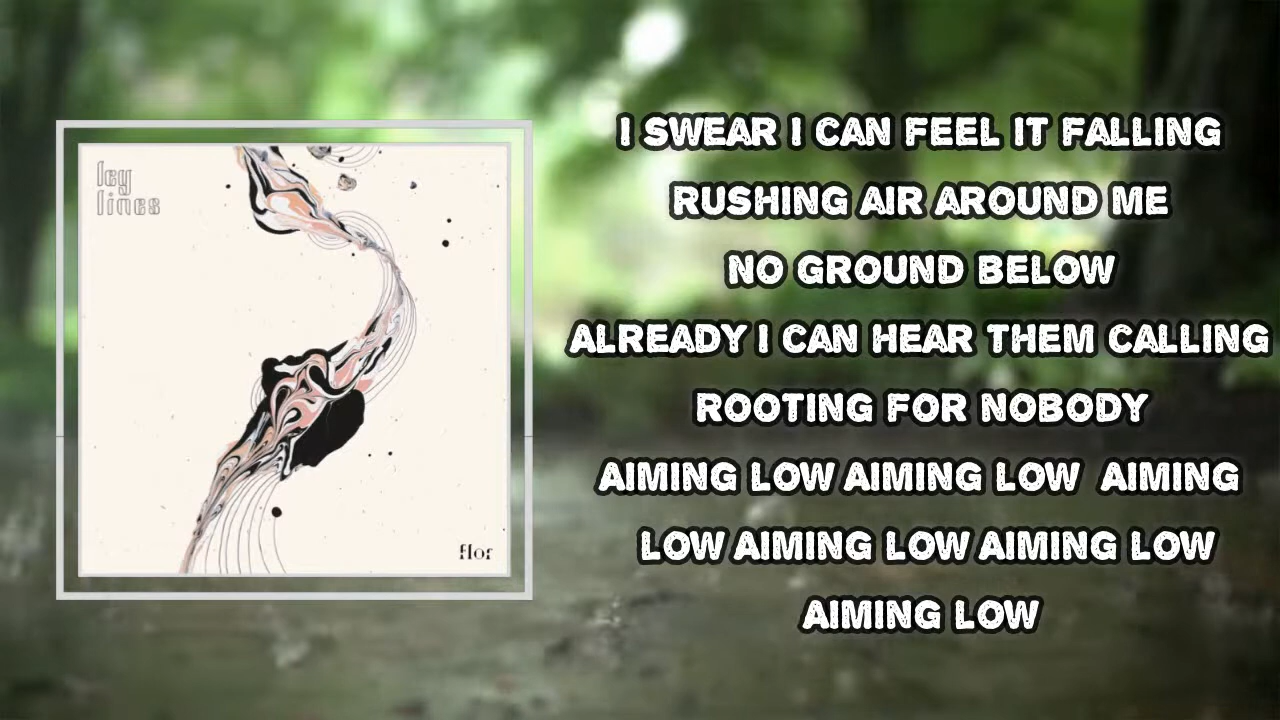 ley
lines
flor
I SWEAR I CAN FEEL IT FALLING
RUSHING AIR AROUND ME
NO GROUND BELOW
ALREADY I CAN HEAR THEM CALLING
ROOTING FOR NOBODY
AIMING LOW AIMING LOW  AIMING
LOW AIMING LOW AIMING LOW
AIMING LOW